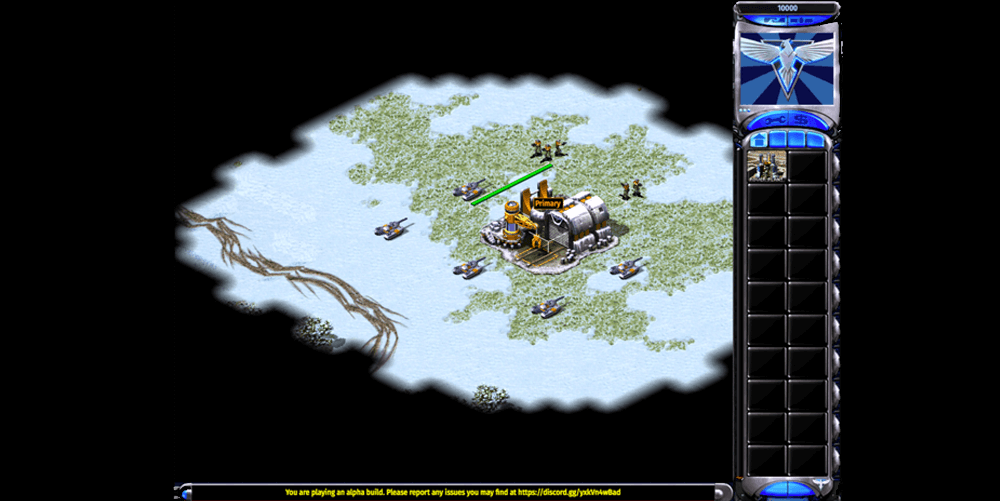 10000
Primary
You are playing an alpha build. Please report any issues you may find at https://discord.gg/yxkVn4wBad